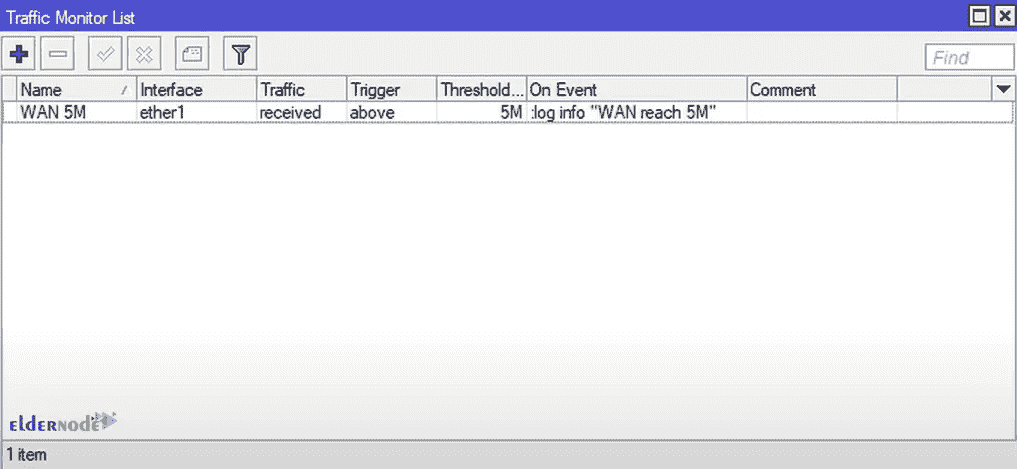 Traffic Monitor List
Find
Name Interface Traffic Trigger Threshold... On Event Comment
WAN 5M ether1 received above 5M :log info "WAN reach 5M"
eldernode
1 item